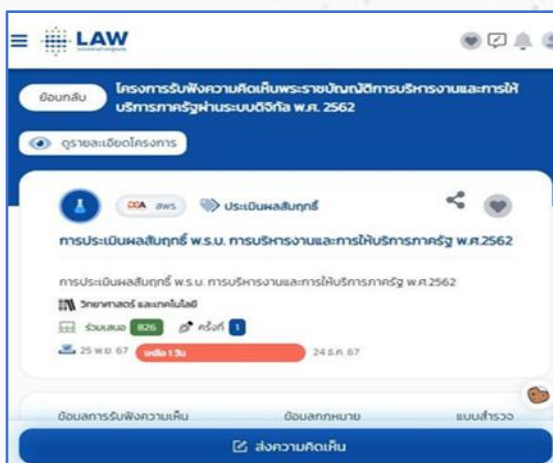 LAW
ย้อนกลับ
โครงการรับฟังความคิดเห็นพระราชบัญญัติการบริหารงานและการให้
บริการภาครัฐผ่านระบบดิจิทัล พ.ศ. 2562
ดูรายละเอียดโครงการ
DGA สพร. ประเมินผลสัมฤทธิ์
การประเมินผลสัมฤทธิ์ พ.ร.บ. การบริหารงานและการให้บริการภาครัฐ พ.ศ.2562
การประเมินผลสัมฤทธิ์ พ.ร.บ. การบริหารงานและการให้บริการภาครัฐ พ.ศ.2562
วิทยาศาสตร์ และเทคโนโลยี
ร่วมเสนอ 826 ครั้งที่ 1
25 พ.ย. 67 เหลือ 1 วัน 24 ธ.ค. 67
ข้อมูลการรับฟังความเห็น ข้อมูลกฎหมาย แบบสำรวจ
ส่งความคิดเห็น